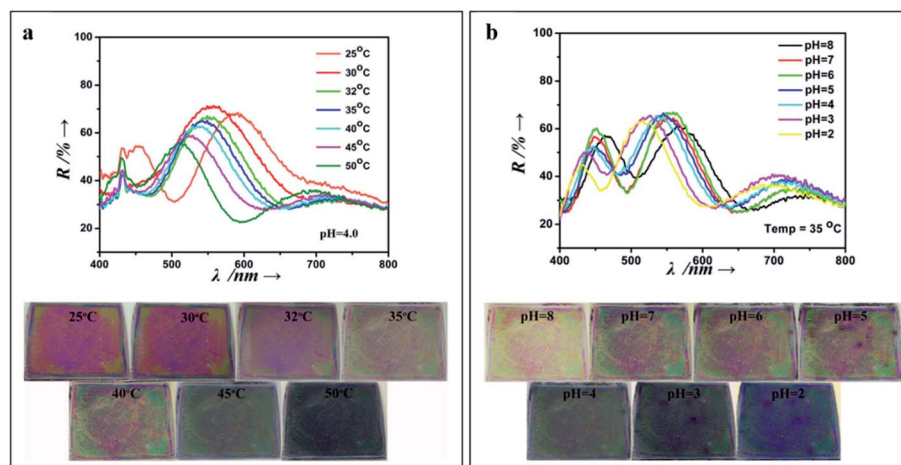 a
100
80
60
40
20
R /% →
400 500 600 700 800
λ /nm →
25°C
30°C
32°C
35°C
40°C
45°C
50°C
pH=4.0
25°C 30°C 32°C 35°C
40°C 45°C 50°C
b
100
80
60
40
20
R /% →
400 500 600 700 800
λ /nm →
pH=8
pH=7
pH=6
pH=5
pH=4
pH=3
pH=2
Temp = 35 °C
pH=8 pH=7 pH=6 pH=5
pH=4 pH=3 pH=2